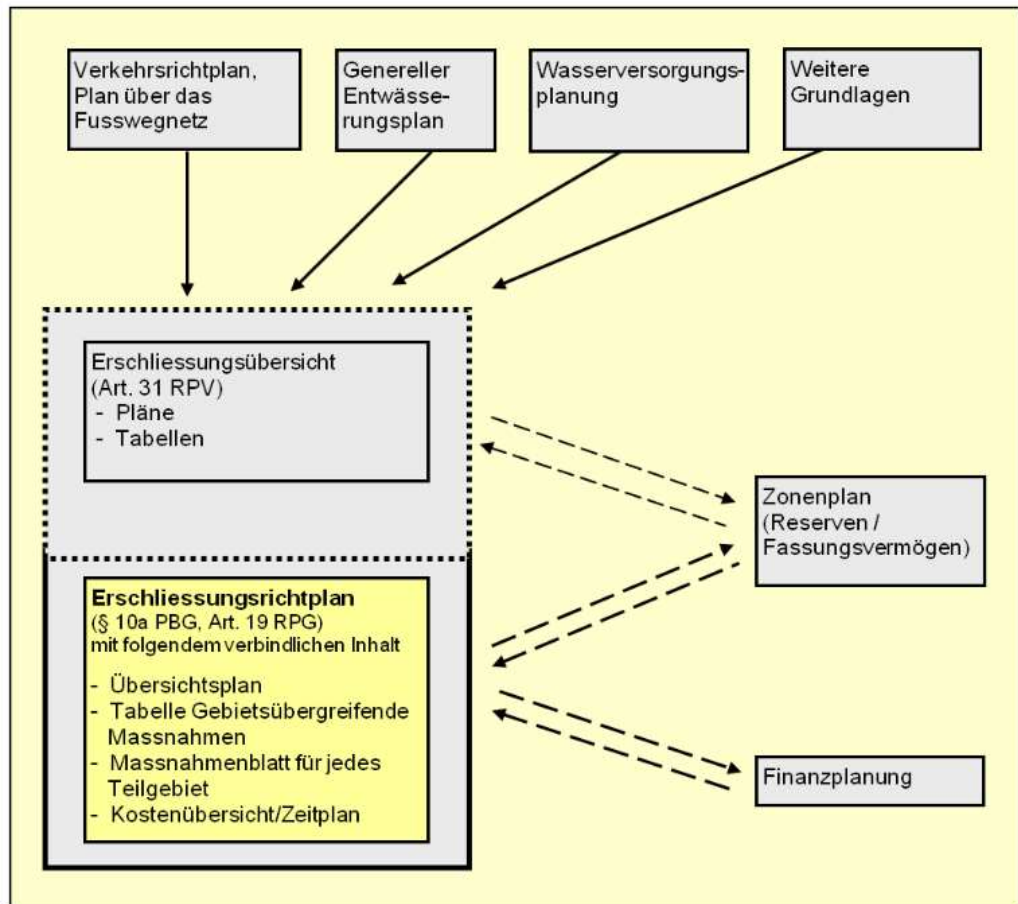 Verkehrsrichtplan,
Plan über das
Fusswegnetz
Genereller
Entwässe-
rungsplan
Wasserversorgungs-
planung
Weitere
Grundlagen
Erschliessungsübersicht
(Art. 31 RPV)
- Pläne
- Tabellen
Zonenplan
(Reserven /
Fassungsvermögen)
Erschliessungsrichtplan
(§ 10a PBG, Art. 19 RPG)
mit folgendem verbindlichen Inhalt
- Übersichtsplan
- Tabelle Gebietsübergreifende
Massnahmen
- Massnahmenblatt für jedes
Teilgebiet
- Kostenübersicht/Zeitplan
Finanzplanung